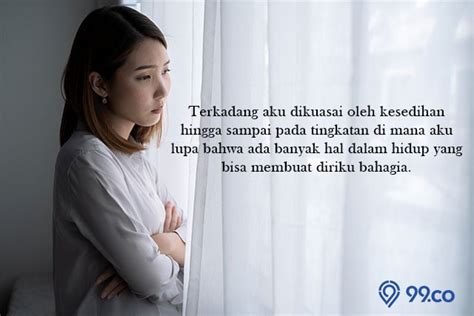 Terkadang aku dikuasai oleh kesedihan
hingga sampai pada tingkatan di mana aku
lupa bahwa ada banyak hal dalam hidup yang
bisa membuat diriku bahagia.
99.co